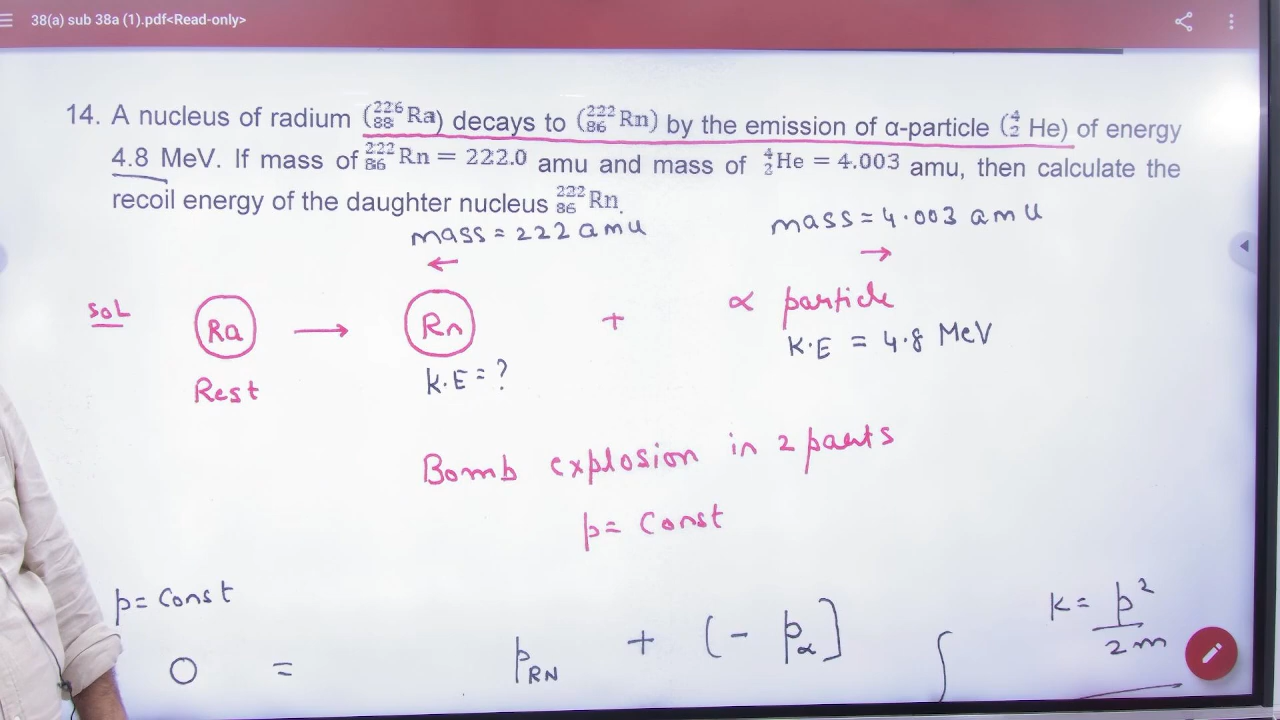 38(a) sub 38a (1).pdf<Read-only>
14. A nucleus of radium (²²⁶₈₈Ra) decays to (²²²₈₆Rn) by the emission of α-particle (⁴₂He) of energy
4.8 MeV. If mass of ²²²₈₆Rn = 222.0 amu and mass of ⁴₂He = 4.003 amu, then calculate the
recoil energy of the daughter nucleus ²²²₈₆Rn.
mass = 222 amu
mass = 4.003 amu
← →
Sol Ra → Rn + α particle
Rest K.E = ? K.E = 4.8 MeV
Bomb explosion in 2 parts
p = Const
p = Const
K = p²/2m
0 = pRN + (- pα)